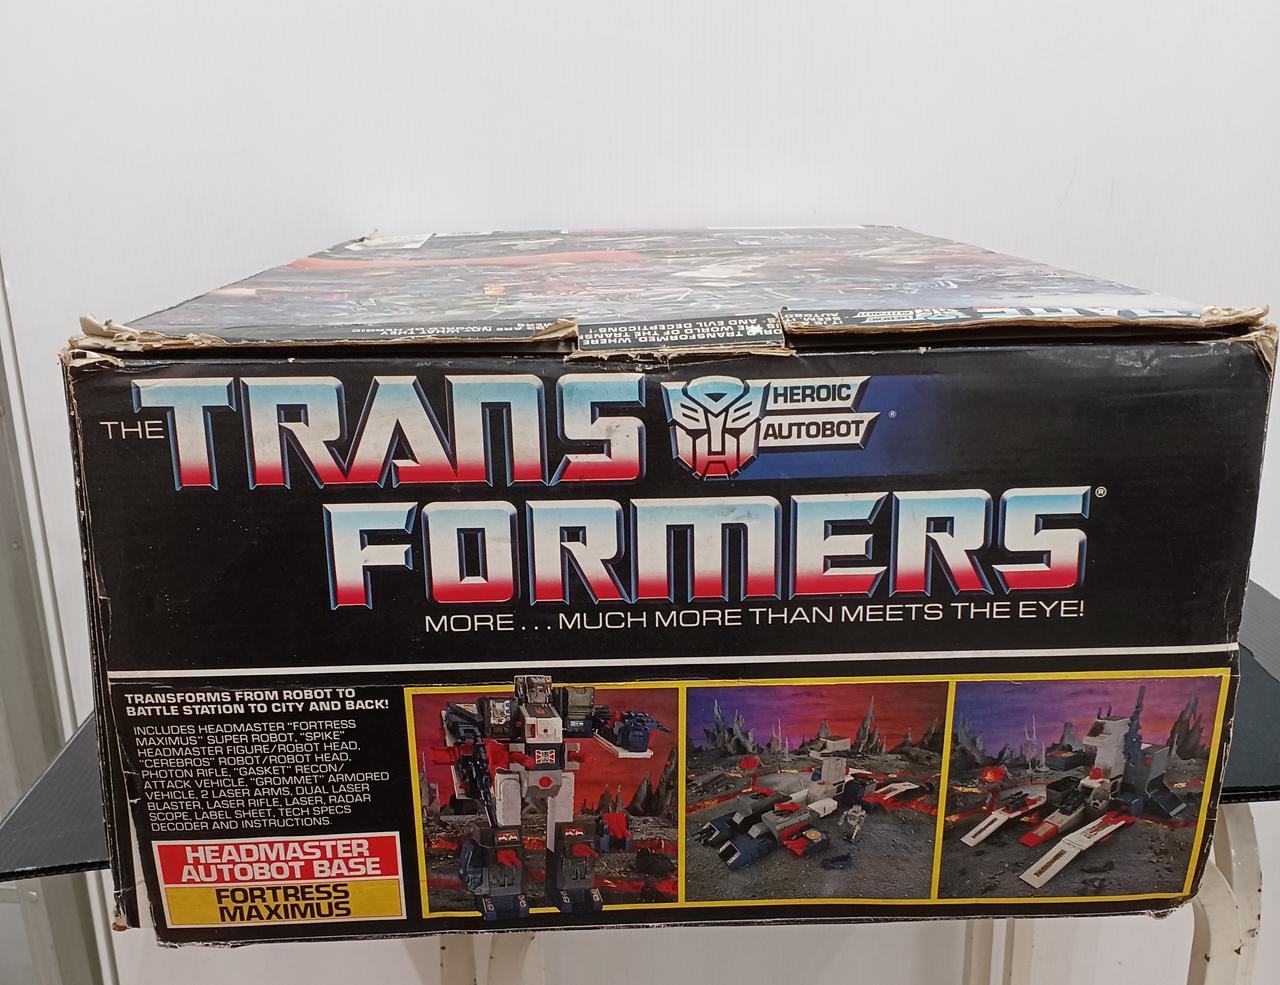 THE TRANS
FORMERS®
HEROIC
AUTOBOT
®
MORE...MUCH MORE THAN MEETS THE EYE!
TRANSFORMS FROM ROBOT TO
BATTLE STATION TO CITY AND BACK!
INCLUDES HEADMASTER "FORTRESS
MAXIMUS" SUPER ROBOT, "SPIKE"
HEADMASTER FIGURE/ROBOT HEAD,
"CEREBROS" ROBOT/ROBOT HEAD,
PHOTON RIFLE, "GASKET" RECON/
ATTACK VEHICLE, "GROMMET" ARMORED
VEHICLE, 2 LASER ARMS, DUAL LASER
BLASTER, LASER RIFLE, LASER, RADAR
SCOPE, LABEL SHEET, TECH SPECS
DECODER AND INSTRUCTIONS.
HEADMASTER
AUTOBOT BASE
FORTRESS
MAXIMUS